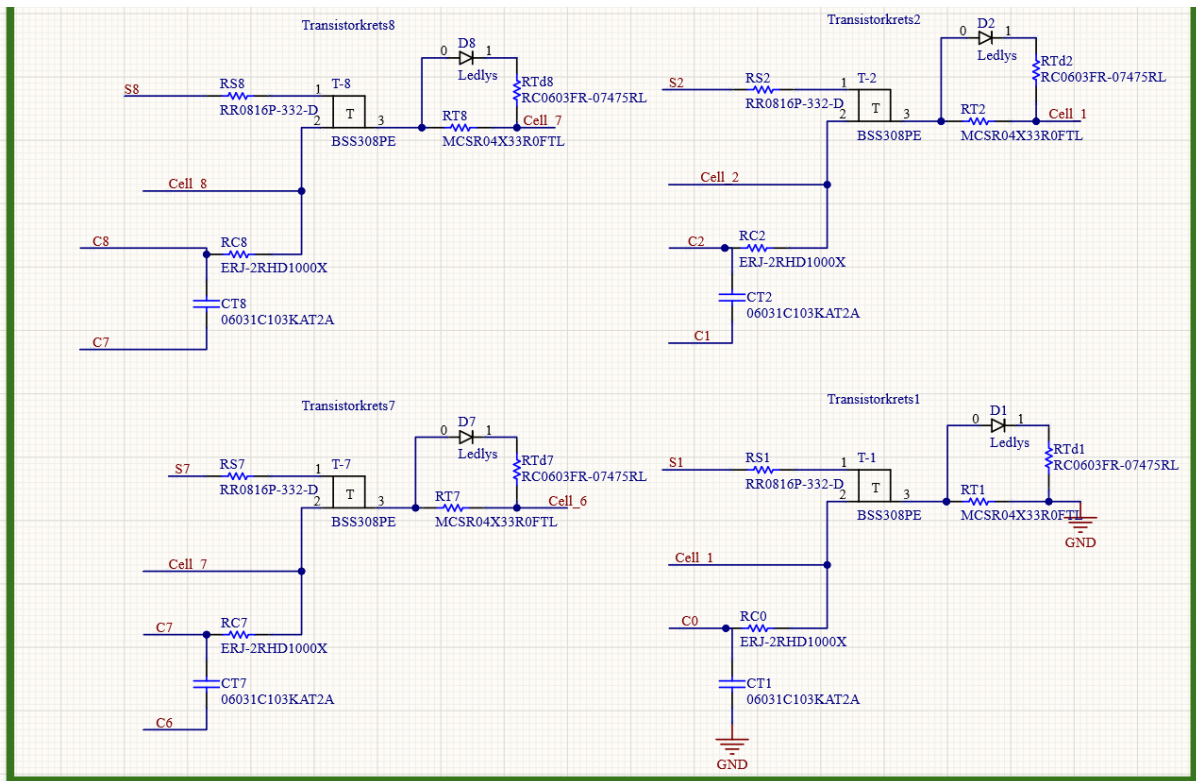 Transistorkrets8
D8
0
1
Ledlys
RTd8
RC0603FR-07475RL
S8
RS8
RR0816P-332-D
1
T-8
T
2
3
BSS308PE
RT8
MCSR04X33R0FTL
Cell_7
Cell_8
C8
RC8
ERJ-2RHD1000X
CT8
06031C103KAT2A
C7
Transistorkrets2
D2
0
1
Ledlys
RTd2
RC0603FR-07475RL
S2
RS2
RR0816P-332-D
1
T-2
T
2
3
BSS308PE
RT2
MCSR04X33R0FTL
Cell_1
Cell_2
C2
RC2
ERJ-2RHD1000X
CT2
06031C103KAT2A
C1
Transistorkrets7
D7
0
1
Ledlys
RTd7
RC0603FR-07475RL
S7
RS7
RR0816P-332-D
1
T-7
T
2
3
BSS308PE
RT7
MCSR04X33R0FTL
Cell_6
Cell_7
C7
RC7
ERJ-2RHD1000X
CT7
06031C103KAT2A
C6
Transistorkrets1
D1
0
1
Ledlys
RTd1
RC0603FR-07475RL
S1
RS1
RR0816P-332-D
1
T-1
T
2
3
BSS308PE
RT1
MCSR04X33R0FTL
GND
Cell_1
C0
RC0
ERJ-2RHD1000X
CT1
06031C103KAT2A
GND